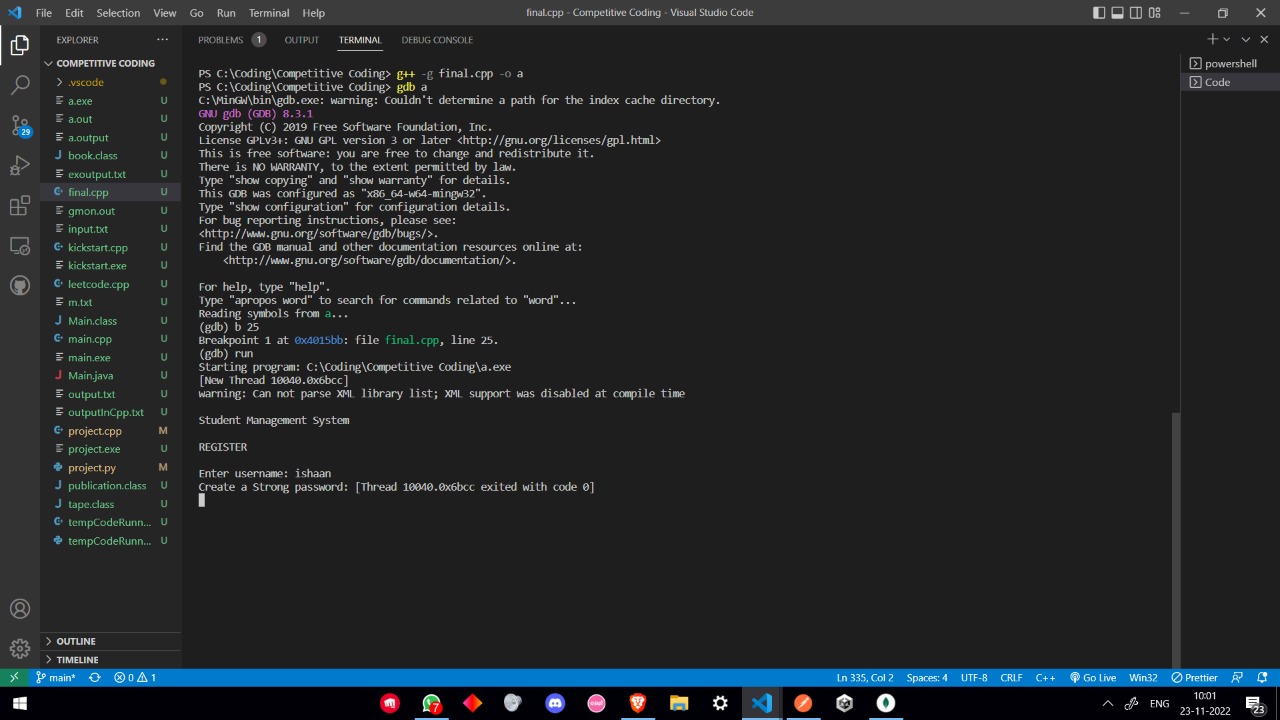 File Edit Selection View Go Run Terminal Help
final.cpp - Competitive Coding - Visual Studio Code
EXPLORER
COMPETITIVE CODING
.vscode
a.exe U
a.out U
a.output U
book.class U
exoutput.txt U
final.cpp U
gmon.out U
input.txt U
kickstart.cpp U
kickstart.exe U
leetcode.cpp U
m.txt U
Main.class U
main.cpp U
main.exe U
Main.java U
output.txt U
outputInCpp.txt U
project.cpp M
project.exe U
project.py M
publication.class U
tape.class U
tempCodeRunn... U
tempCodeRunn... U
OUTLINE
TIMELINE
29
PROBLEMS 1 OUTPUT TERMINAL DEBUG CONSOLE
PS C:\Coding\Competitive Coding> g++ -g final.cpp -o a
PS C:\Coding\Competitive Coding> gdb a
C:\MinGW\bin\gdb.exe: warning: Couldn't determine a path for the index cache directory.
GNU gdb (GDB) 8.3.1
Copyright (C) 2019 Free Software Foundation, Inc.
License GPLv3+: GNU GPL version 3 or later <http://gnu.org/licenses/gpl.html>
This is free software: you are free to change and redistribute it.
There is NO WARRANTY, to the extent permitted by law.
Type "show copying" and "show warranty" for details.
This GDB was configured as "x86_64-w64-mingw32".
Type "show configuration" for configuration details.
For bug reporting instructions, please see:
<http://www.gnu.org/software/gdb/bugs/>.
Find the GDB manual and other documentation resources online at:
<http://www.gnu.org/software/gdb/documentation/>.
For help, type "help".
Type "apropos word" to search for commands related to "word"...
Reading symbols from a...
(gdb) b 25
Breakpoint 1 at 0x4015bb: file final.cpp, line 25.
(gdb) run
Starting program: C:\Coding\Competitive Coding\a.exe
[New Thread 10040.0x6bcc]
warning: Can not parse XML library list; XML support was disabled at compile time
Student Management System
REGISTER
Enter username: ishaan
Create a Strong password: [Thread 10040.0x6bcc exited with code 0]
powershell
Code
main* 0 1
Ln 335, Col 2 Spaces: 4 UTF-8 CRLF C++ Go Live Win32 Prettier
7
osu!
ENG
10:01
23-11-2022
23